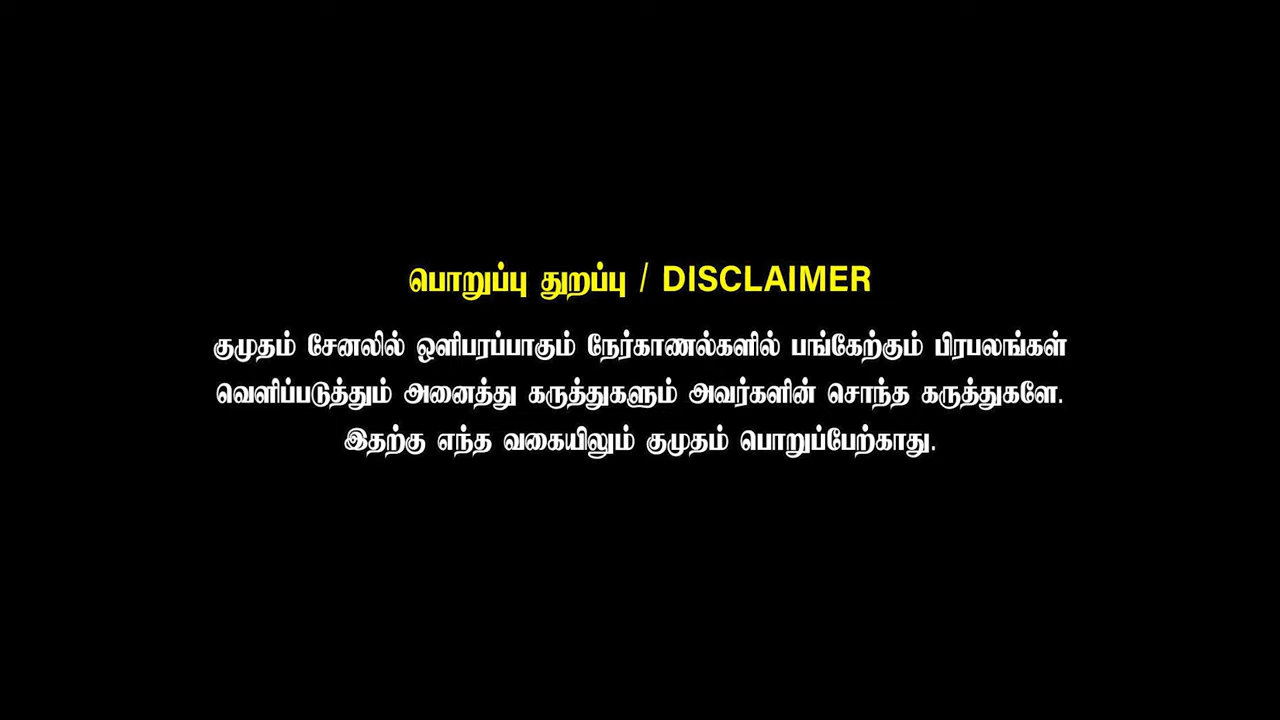 பொறுப்பு துறப்பு / DISCLAIMER
குமுதம் சேனலில் ஒளிபரப்பாகும் நேர்காணல்களில் பங்கேற்கும் பிரபலங்கள்
வெளிப்படுத்தும் அனைத்து கருத்துகளும் அவர்களின் சொந்த கருத்துகளே.
இதற்கு எந்த வகையிலும் குமுதம் பொறுப்பேற்காது.